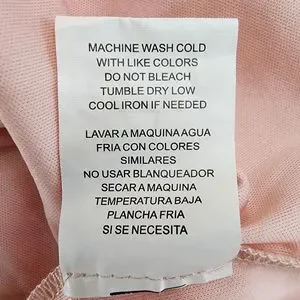 MACHINE WASH COLD
WITH LIKE COLORS
DO NOT BLEACH
TUMBLE DRY LOW
COOL IRON IF NEEDED
LAVAR A MAQUINA AGUA
FRIA CON COLORES
SIMILARES
NO USAR BLANQUEADOR
SECAR A MAQUINA
TEMPERATURA BAJA
PLANCHA FRIA
SI SE NECESITA